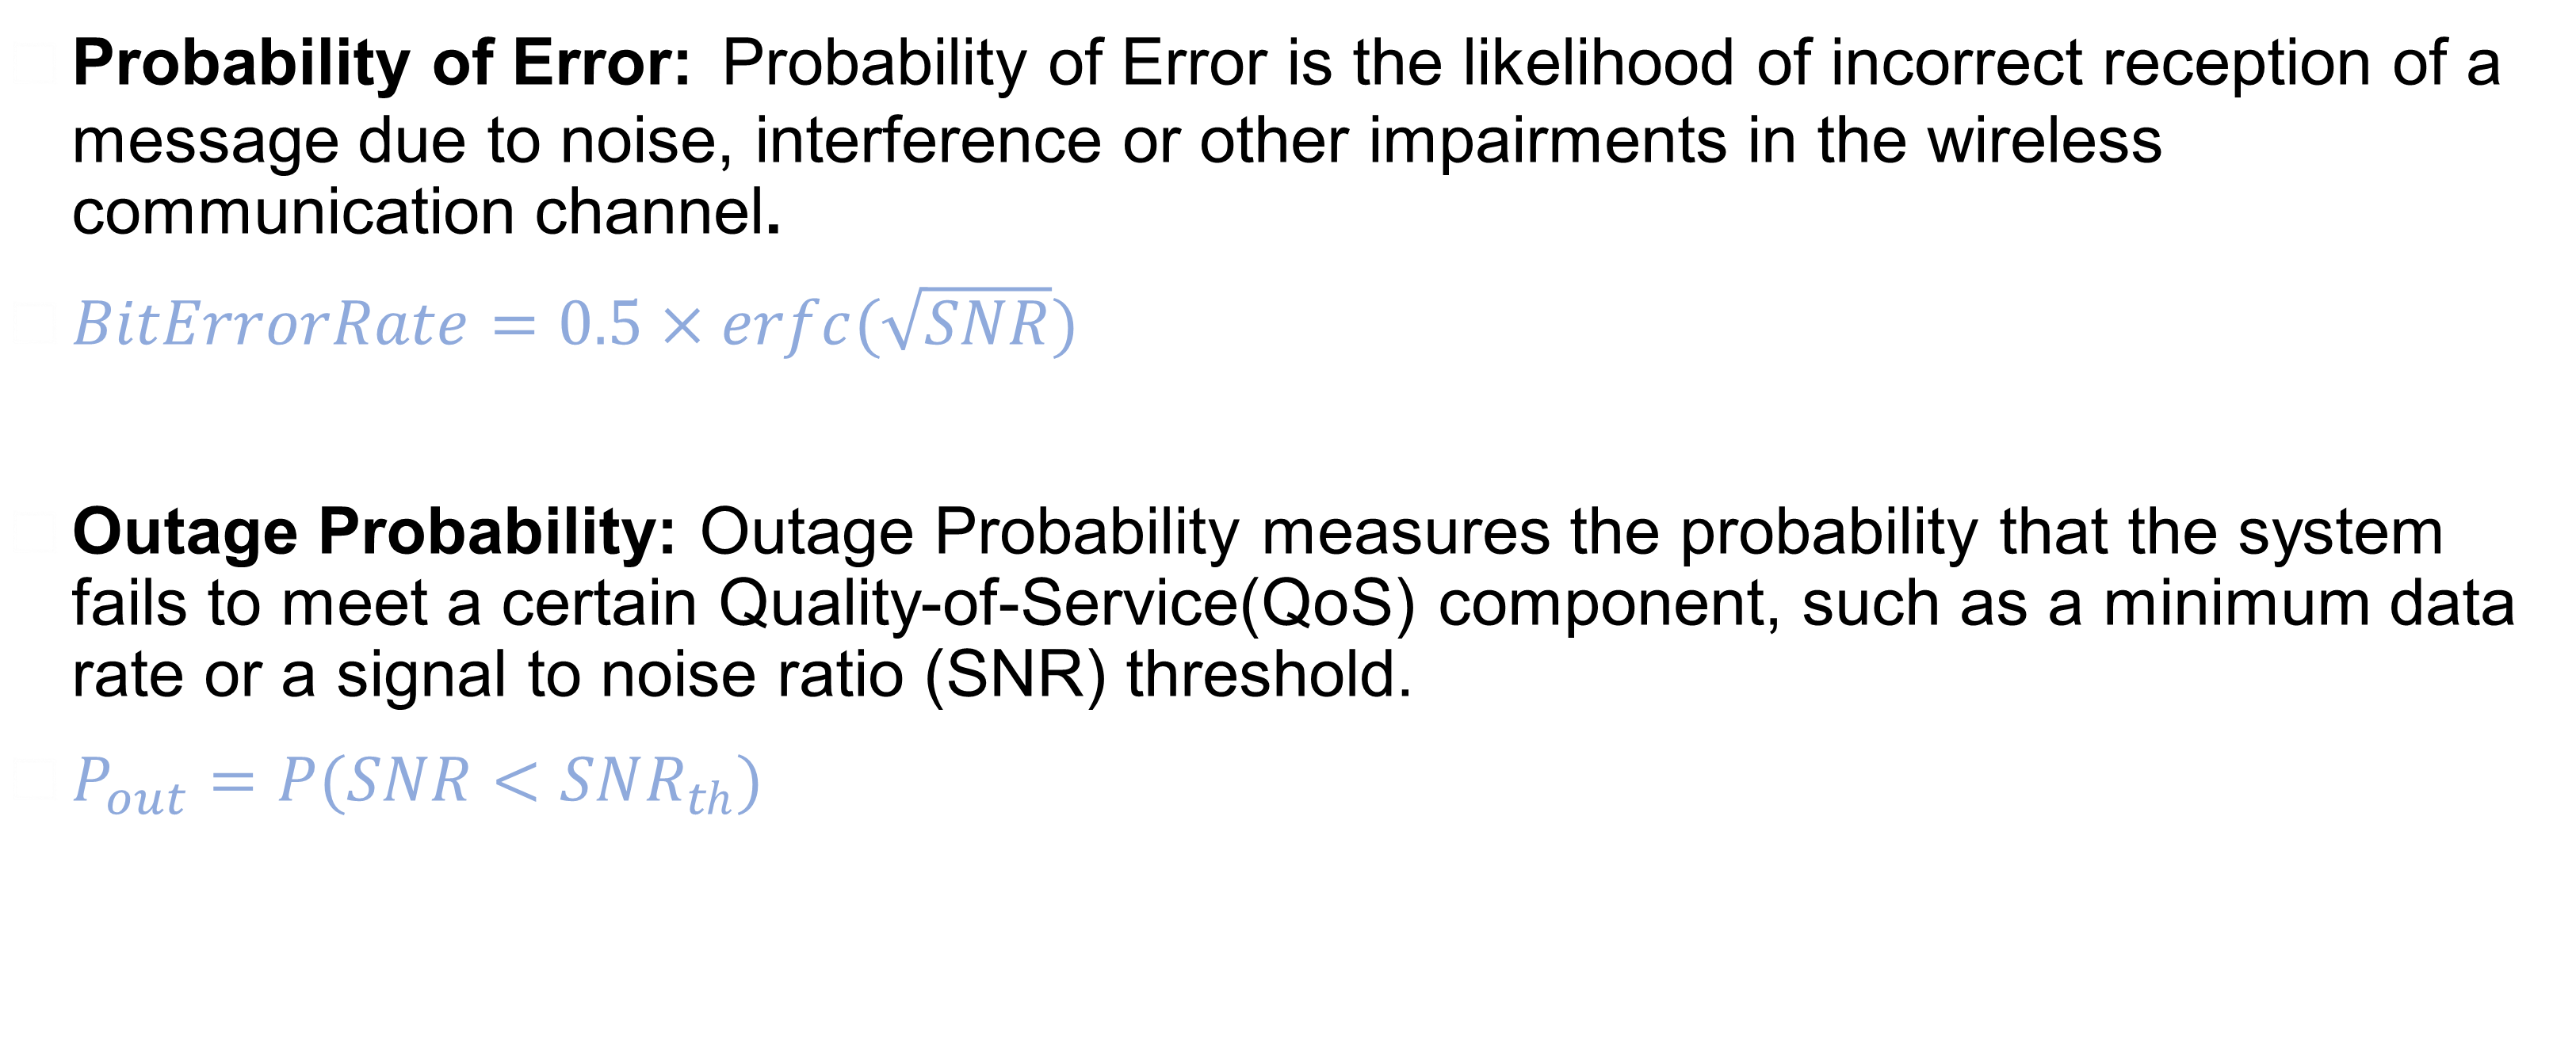 Probability of Error: Probability of Error is the likelihood of incorrect reception of a
message due to noise, interference or other impairments in the wireless
communication channel.
BitErrorRate = 0.5 × erfc(√SNR)
Outage Probability: Outage Probability measures the probability that the system
fails to meet a certain Quality-of-Service(QoS) component, such as a minimum data
rate or a signal to noise ratio (SNR) threshold.
P_out = P(SNR < SNR_th)